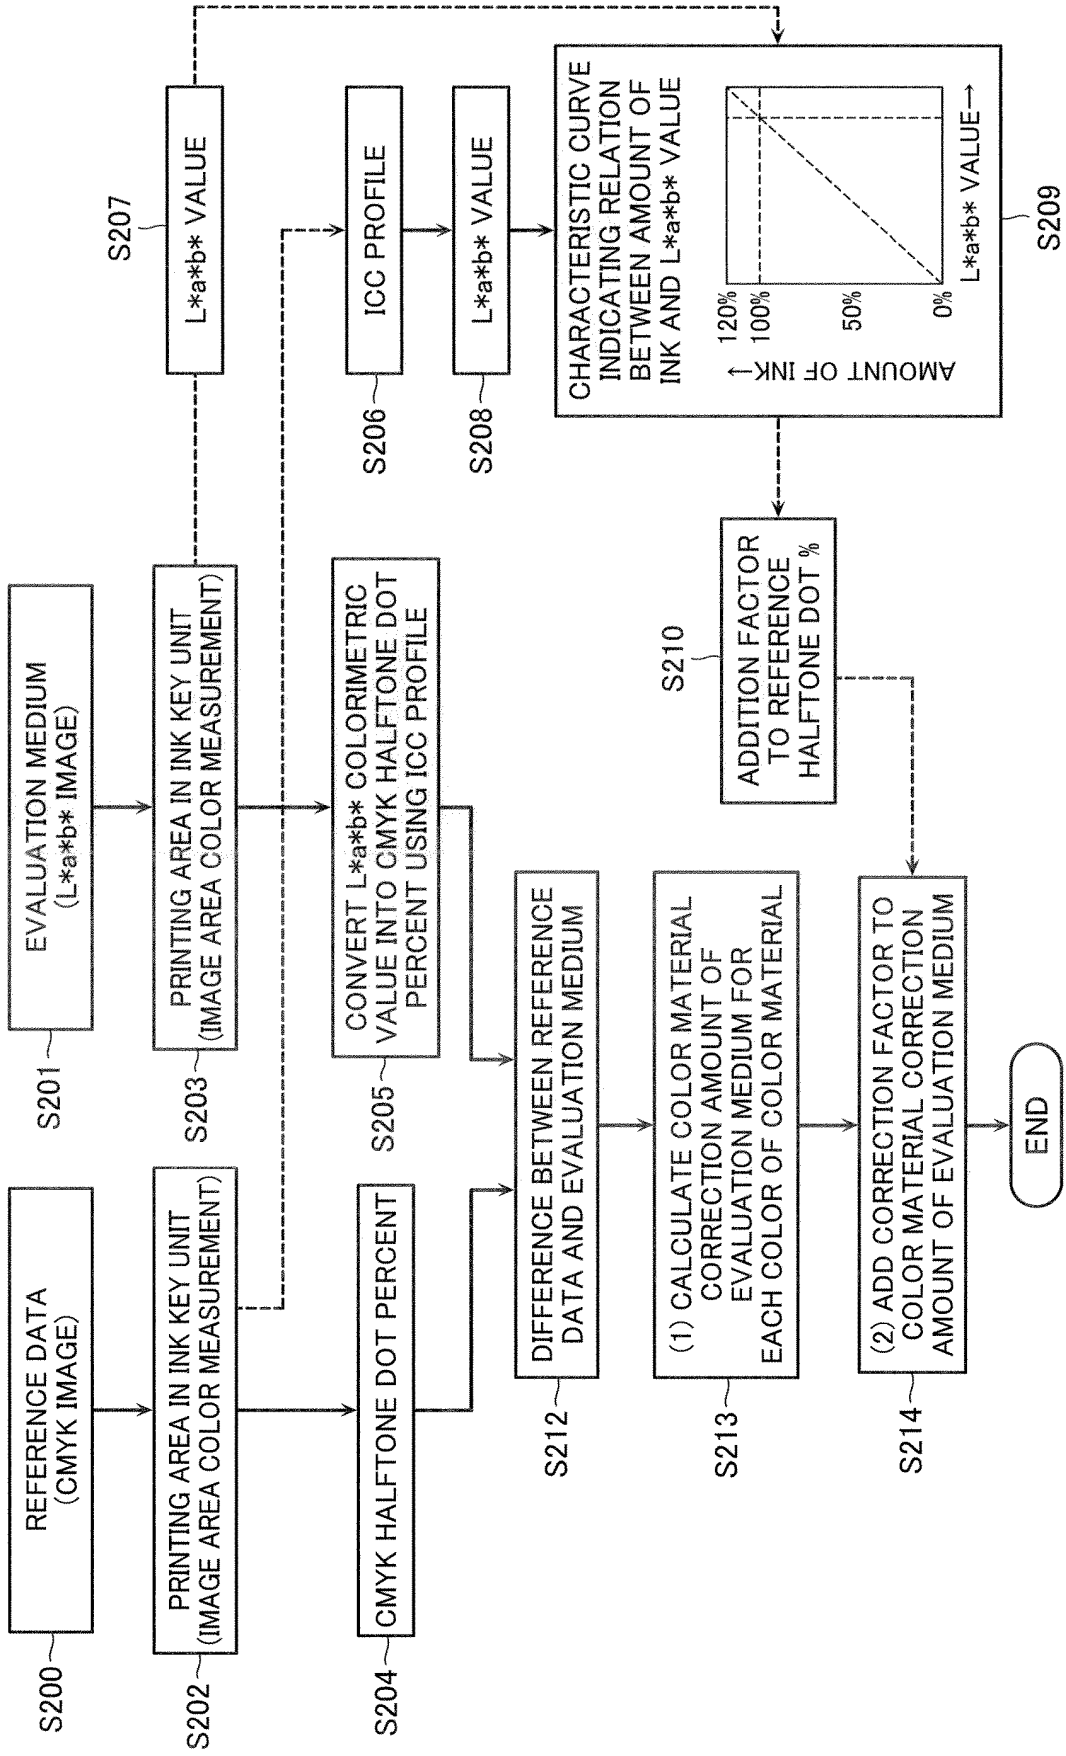 S200
REFERENCE DATA
(CMYK IMAGE)
S201
EVALUATION MEDIUM
(L*a*b* IMAGE)
S202
PRINTING AREA IN INK KEY UNIT
(IMAGE AREA COLOR MEASUREMENT)
S203
PRINTING AREA IN INK KEY UNIT
(IMAGE AREA COLOR MEASUREMENT)
S207
L*a*b* VALUE
S204
CMYK HALFTONE DOT PERCENT
S205
CONVERT L*a*b* COLORIMETRIC
VALUE INTO CMYK HALFTONE DOT
PERCENT USING ICC PROFILE
S206
ICC PROFILE
S208
L*a*b* VALUE
S212
DIFFERENCE BETWEEN REFERENCE
DATA AND EVALUATION MEDIUM
CHARACTERISTIC CURVE
INDICATING RELATION
BETWEEN AMOUNT OF
INK AND L*a*b* VALUE
AMOUNT OF INK→
120%
100%
50%
0%
L*a*b* VALUE→
S209
S213
(1) CALCULATE COLOR MATERIAL
CORRECTION AMOUNT OF
EVALUATION MEDIUM FOR
EACH COLOR OF COLOR MATERIAL
S210
ADDITION FACTOR
TO REFERENCE
HALFTONE DOT %
S214
(2) ADD CORRECTION FACTOR TO
COLOR MATERIAL CORRECTION
AMOUNT OF EVALUATION MEDIUM
END